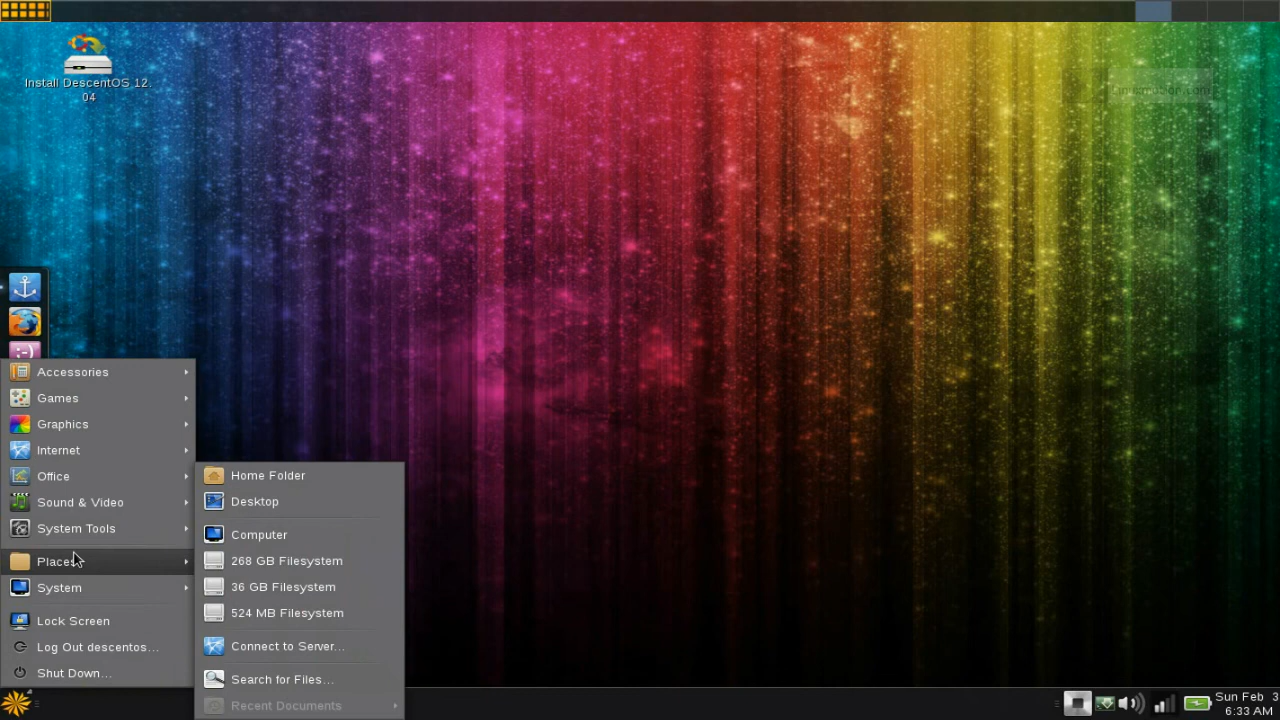 Install DescentOS 12.
04
linuxmotion.com
:-)
Accessories
Games
Graphics
Internet
Office
Sound & Video
System Tools
Places
System
Lock Screen
Log Out descentos...
Shut Down...
Home Folder
Desktop
Computer
268 GB Filesystem
36 GB Filesystem
524 MB Filesystem
Connect to Server...
Search for Files...
Recent Documents
Sun Feb 3
6:33 AM